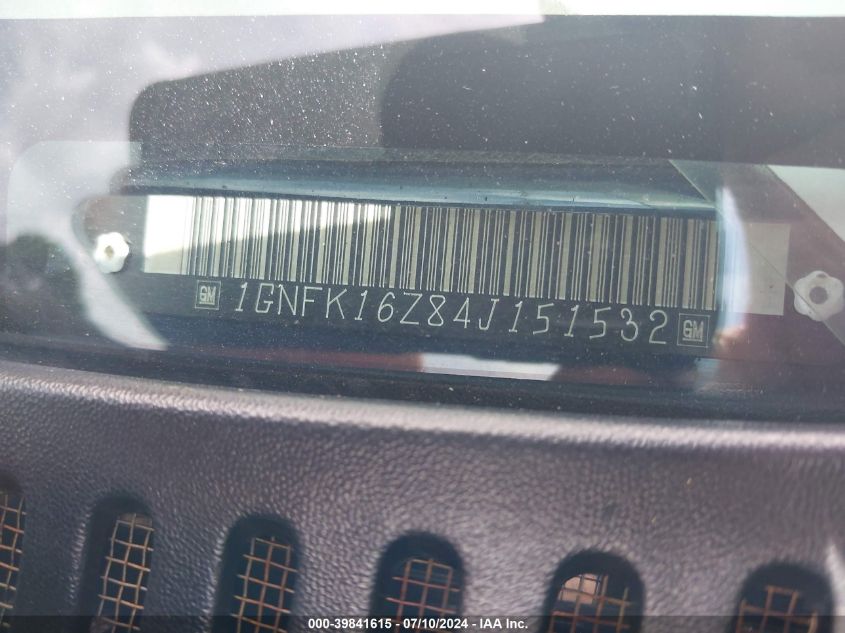 GM 1GNFK16Z84J151532 GM
000-39841615 - 07/10/2024 - IAA Inc.